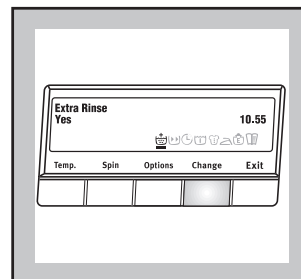 Extra Rinse
Yes 10.55
Temp. Spin Options Change Exit